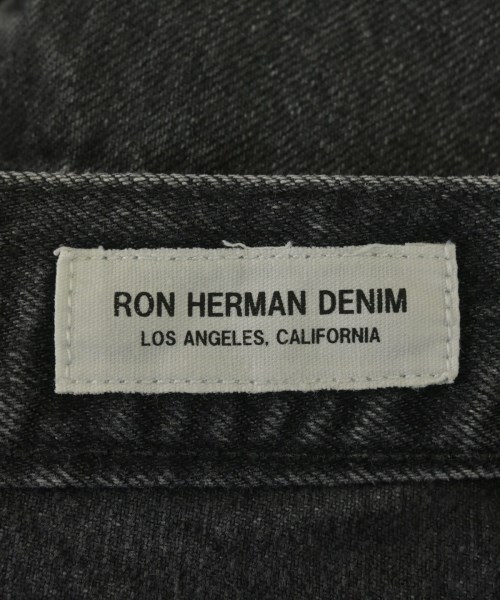 RON HERMAN DENIM
LOS ANGELES, CALIFORNIA